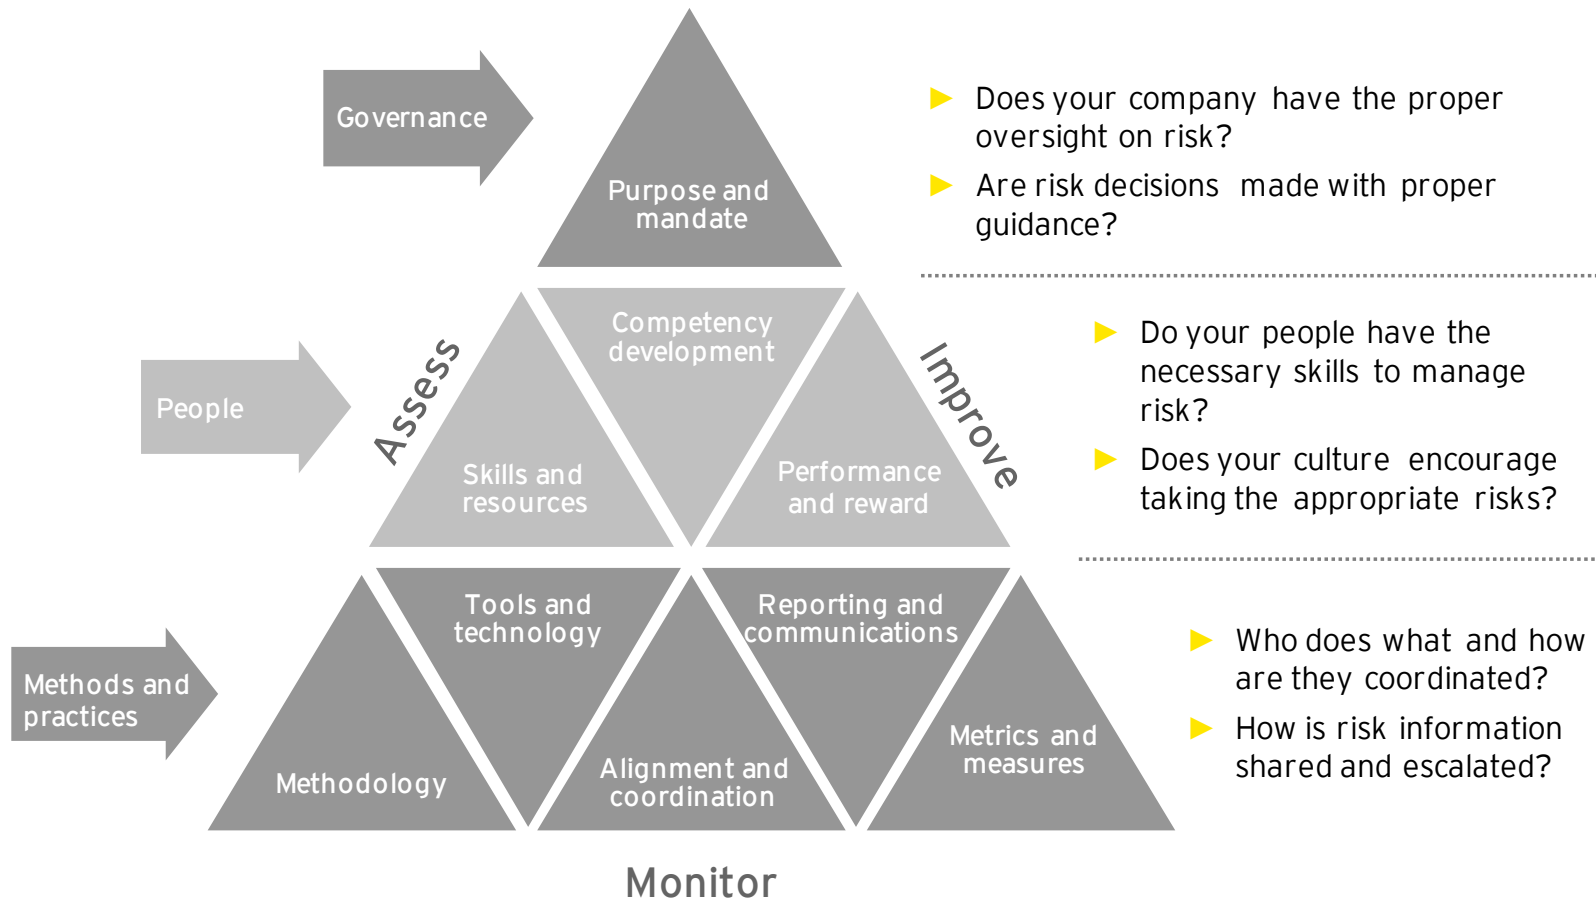 Governance
Purpose and
mandate
► Does your company have the proper
oversight on risk?
► Are risk decisions made with proper
guidance?
People
Assess
Skills and
resources
Competency
development
Performance
and reward
Improve
► Do your people have the
necessary skills to manage
risk?
► Does your culture encourage
taking the appropriate risks?
Methods and
practices
Methodology
Tools and
technology
Alignment and
coordination
Reporting and
communications
Metrics and
measures
► Who does what and how
are they coordinated?
► How is risk information
shared and escalated?
Monitor